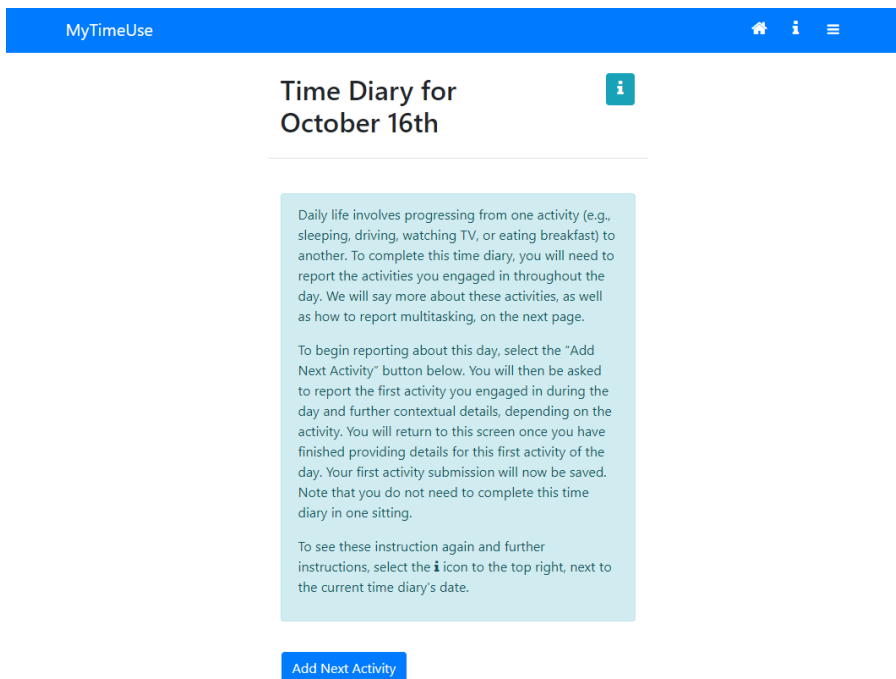 MyTimeUse
Time Diary for
October 16th
Daily life involves progressing from one activity (e.g.,
sleeping, driving, watching TV, or eating breakfast) to
another. To complete this time diary, you will need to
report the activities you engaged in throughout the
day. We will say more about these activities, as well
as how to report multitasking, on the next page.
To begin reporting about this day, select the “Add
Next Activity” button below. You will then be asked
to report the first activity you engaged in during the
day and further contextual details, depending on the
activity. You will return to this screen once you have
finished providing details for this first activity of the
day. Your first activity submission will now be saved.
Note that you do not need to complete this time
diary in one sitting.
To see these instruction again and further
instructions, select the i icon to the top right, next to
the current time diary's date.
Add Next Activity